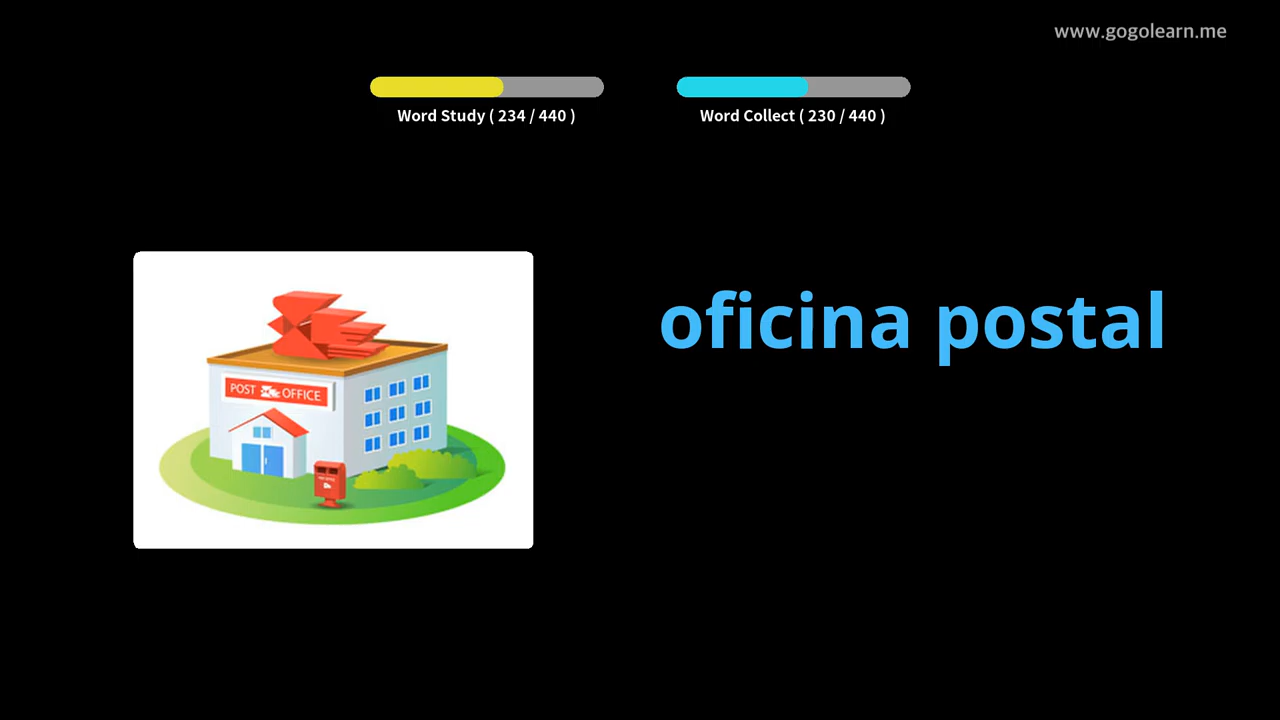 www.gogolearn.me
Word Study ( 234 / 440 )
Word Collect ( 230 / 440 )
oficina postal
POST OFFICE